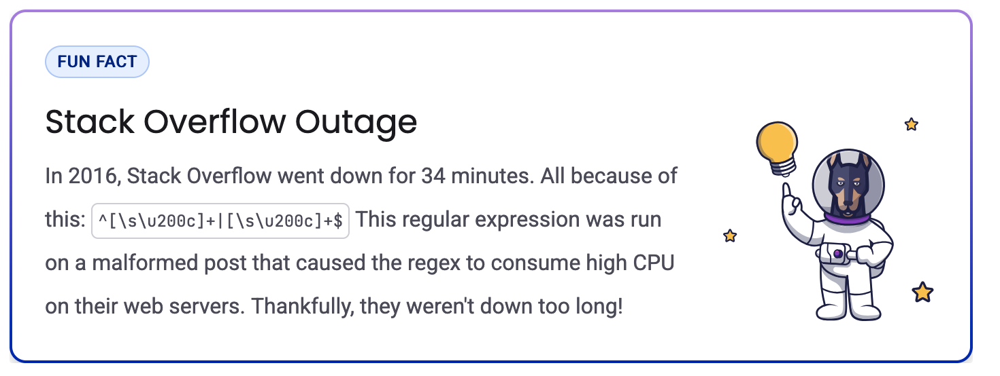 FUN FACT
Stack Overflow Outage
In 2016, Stack Overflow went down for 34 minutes. All because of
this: ^[\s\u200c]+|[\s\u200c]+$ This regular expression was run
on a malformed post that caused the regex to consume high CPU
on their web servers. Thankfully, they weren't down too long!